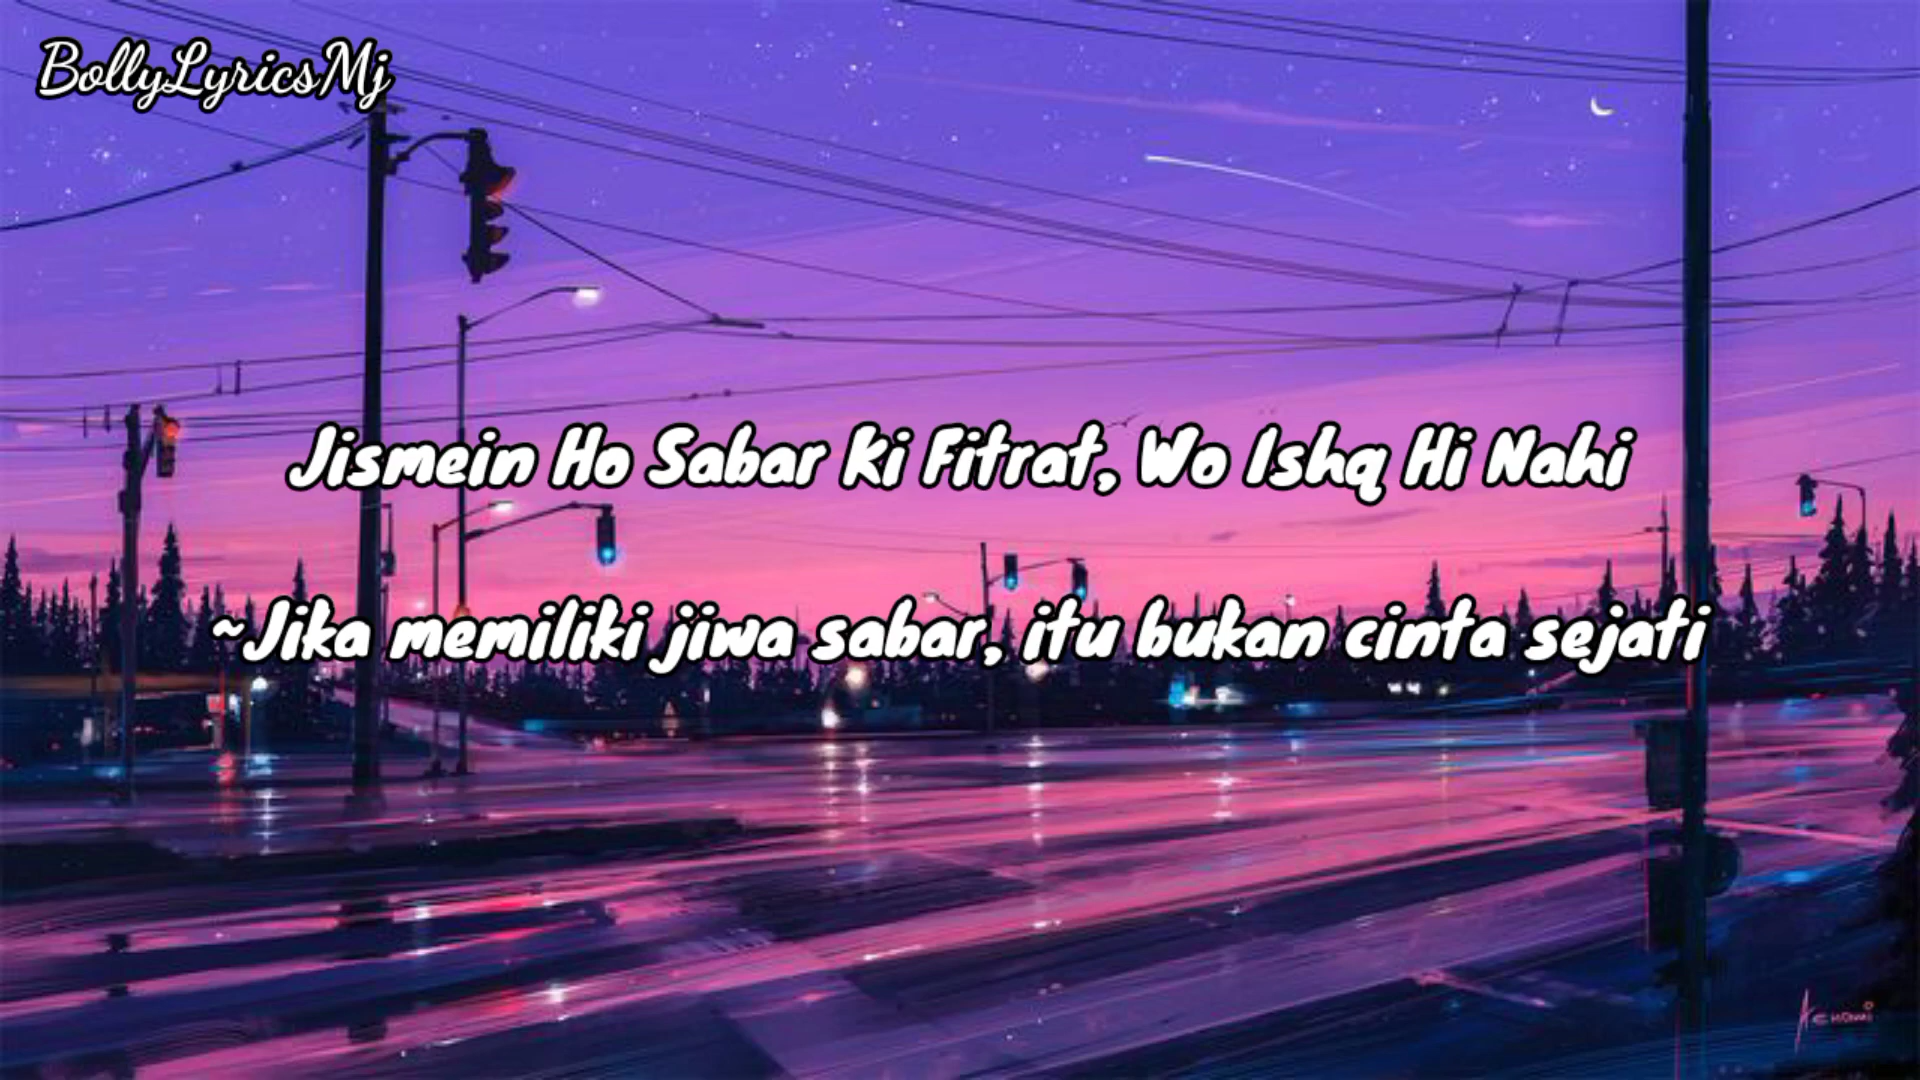 BollyLyricsMj
Jismein Ho Sabar Ki Fitrat, Wo Ishq Hi Nahi
~Jika memiliki jiwa sabar, itu bukan cinta sejati